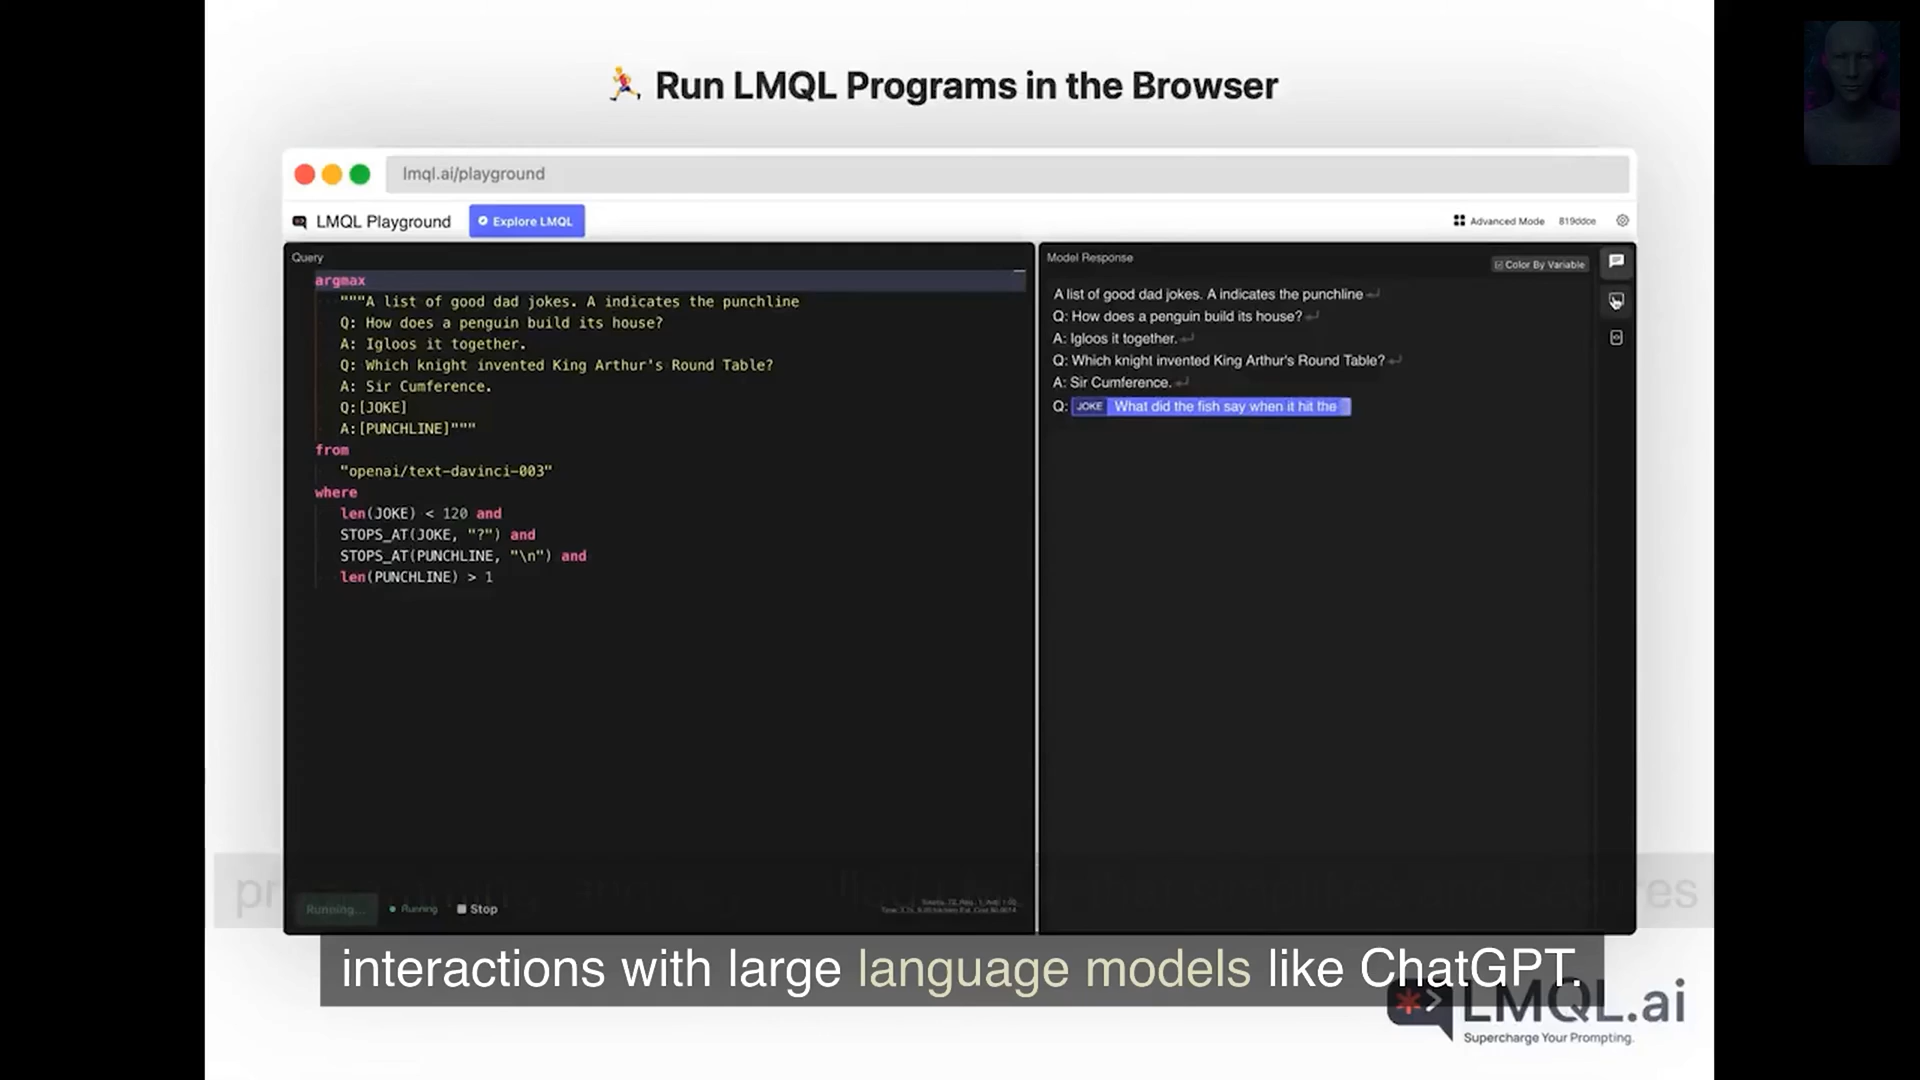 Run LMQL Programs in the Browser
lmql.ai/playground
LMQL Playground
Explore LMQL
Advanced Mode
819ddce
Query
argmax
"""A list of good dad jokes. A indicates the punchline
Q: How does a penguin build its house?
A: Igloos it together.
Q: Which knight invented King Arthur's Round Table?
A: Sir Cumference.
Q:[JOKE]
A:[PUNCHLINE]"""
from
"openai/text-davinci-003"
where
len(JOKE) < 120 and
STOPS_AT(JOKE, "?") and
STOPS_AT(PUNCHLINE, "\n") and
len(PUNCHLINE) > 1
Running...
Running
Stop
Model Response
Color By Variable
A list of good dad jokes. A indicates the punchline
Q: How does a penguin build its house?
A: Igloos it together.
Q: Which knight invented King Arthur's Round Table?
A: Sir Cumference.
Q: JOKE What did the fish say when it hit the
interactions with large language models like ChatGPT.
LMQL.ai
Supercharge Your Prompting.